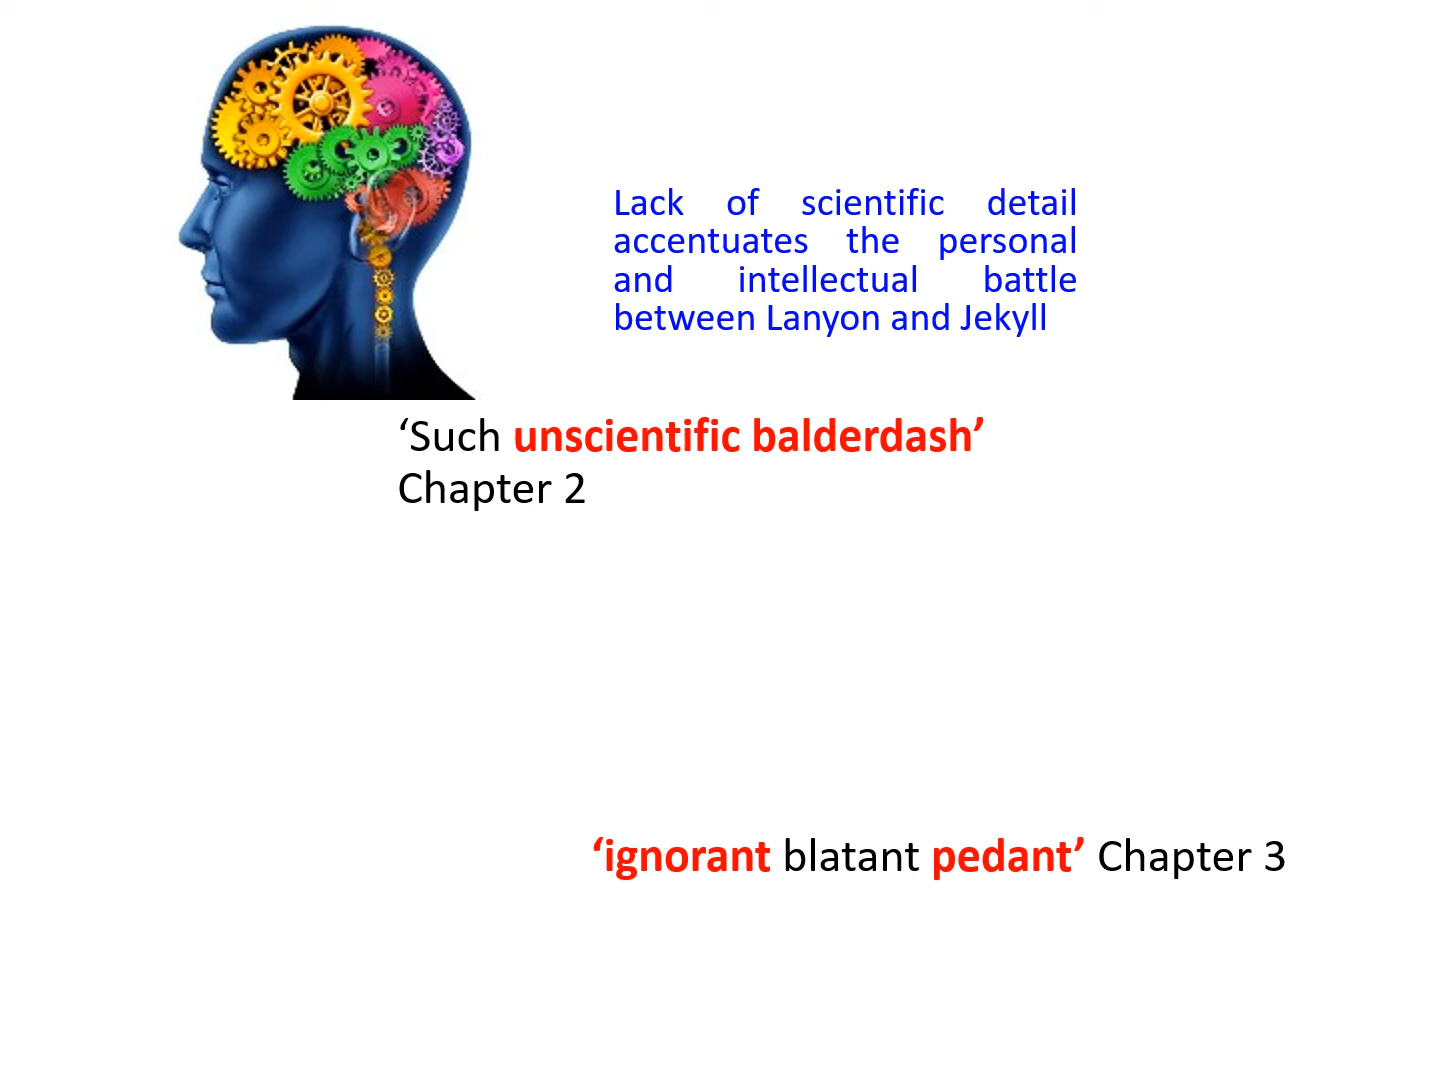 Lack of scientific detail
accentuates the personal
and intellectual battle
between Lanyon and Jekyll
‘Such unscientific balderdash’
Chapter 2
‘ignorant blatant pedant’ Chapter 3